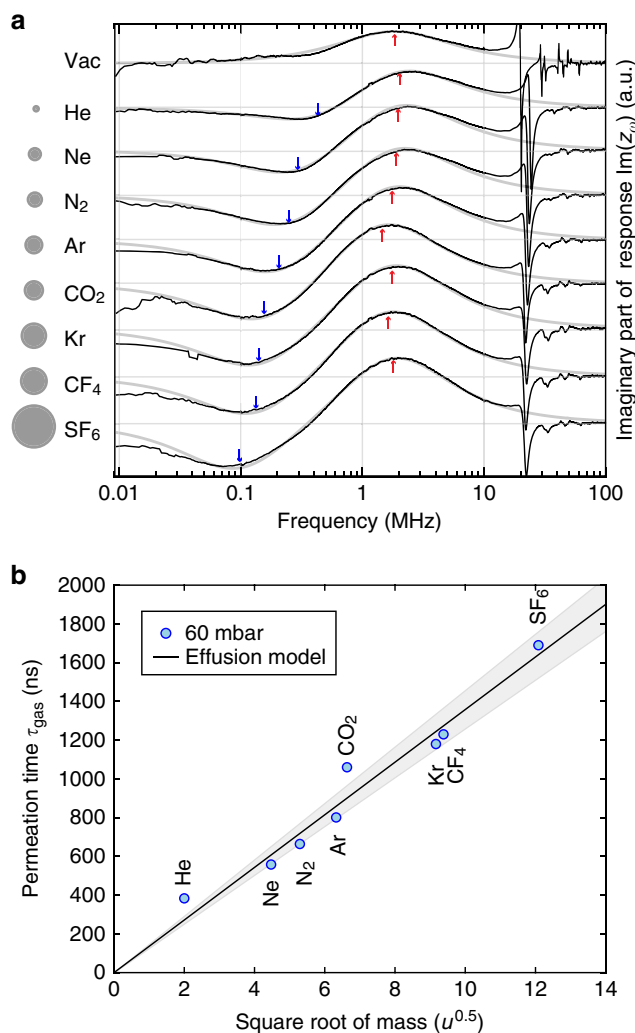 a
Vac
He
Ne
N2
Ar
CO2
Kr
CF4
SF6
Imaginary part of response Im(zω) (a.u.)
0.01 0.1 1 10 100
Frequency (MHz)
b
2000
1800
1600
1400
1200
1000
800
600
400
200
0
Permeation time τgas (ns)
60 mbar
Effusion model
He
Ne
N2
Ar
CO2
Kr
CF4
SF6
0 2 4 6 8 10 12 14
Square root of mass (u^0.5)